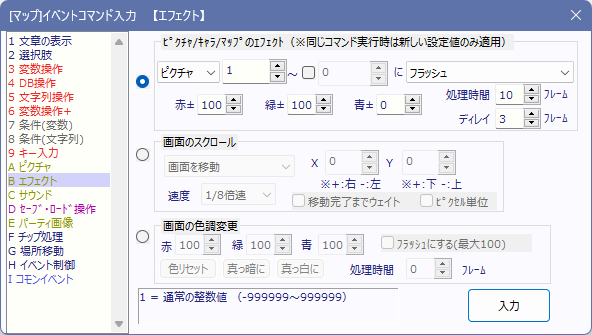 [マップ]イベントコマンド入力 【エフェクト】
1 文章の表示
2 選択肢
3 変数操作
4 DB操作
5 文字列操作
6 変数操作+
7 条件(変数)
8 条件(文字列)
9 キー入力
A ピクチャ
B エフェクト
C サウンド
D ｾｰﾌﾞ・ﾛｰﾄﾞ操作
E パーティ画像
F チップ処理
G 場所移動
H イベント制御
I コモンイベント
ﾋﾟｸﾁｬ/ｷｬﾗ/ﾏｯﾌﾟのｴﾌｪｸﾄ（※同じコマンド実行時は新しい設定値のみ適用）
ピクチャ 1 ～ 0 に フラッシュ
赤± 100 緑± 100 青± 0 処理時間 10 ﾌﾚｰﾑ
ディレイ 3 ﾌﾚｰﾑ
画面のスクロール
画面を移動 X 0 Y 0
※+:右 -:左 ※+:下 -:上
速度 1/8倍速 移動完了までウェイト ﾋﾟｸｾﾙ単位
画面の色調変更
赤 100 緑 100 青 100 ﾌﾗｯｼｭにする(最大100)
色リセット 真っ暗に 真っ白に 処理時間 0 ﾌﾚｰﾑ
1 = 通常の整数値 （-999999～999999）
入力